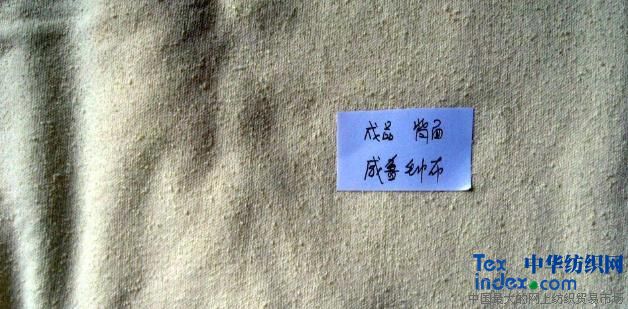 成品 背面
成善纱布
Tex 中华纺织网
index.com
中国最大的网上纺织贸易市场